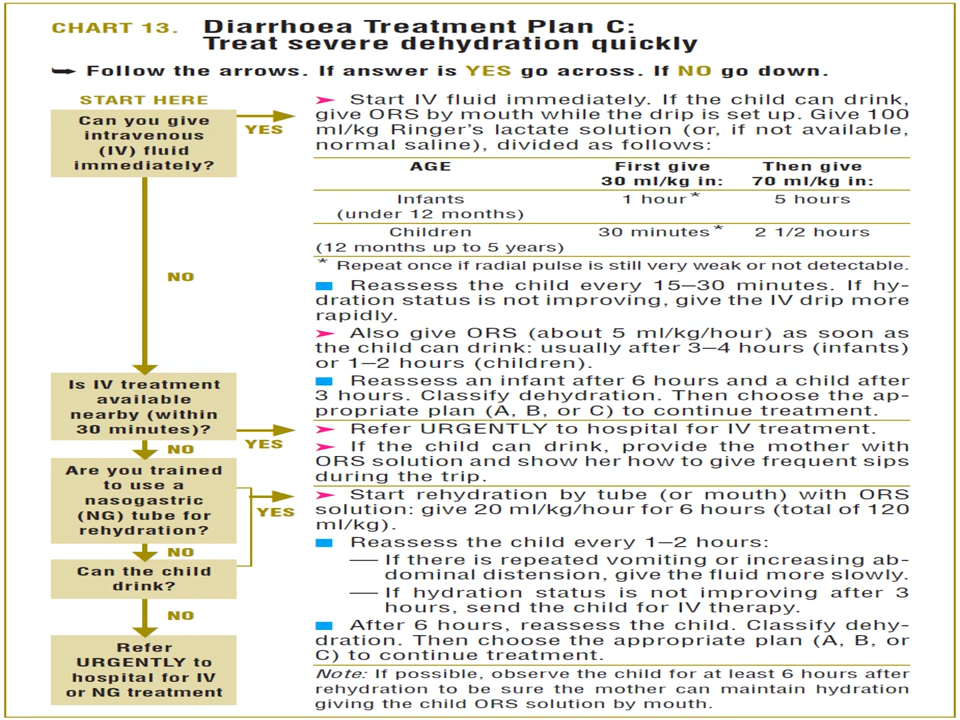 CHART 13. Diarrhoea Treatment Plan C:
Treat severe dehydration quickly
➥ Follow the arrows. If answer is YES go across. If NO go down.
START HERE
Can you give
intravenous
(IV) fluid
immediately?
YES
➤ Start IV fluid immediately. If the child can drink,
give ORS by mouth while the drip is set up. Give 100
ml/kg Ringer's lactate solution (or, if not available,
normal saline), divided as follows:
AGE First give Then give
30 ml/kg in: 70 ml/kg in:
Infants 1 hour* 5 hours
(under 12 months)
Children 30 minutes* 2 1/2 hours
(12 months up to 5 years)
* Repeat once if radial pulse is still very weak or not detectable.
Reassess the child every 15–30 minutes. If hy-
dration status is not improving, give the IV drip more
rapidly.
➤ Also give ORS (about 5 ml/kg/hour) as soon as
the child can drink: usually after 3–4 hours (infants)
or 1–2 hours (children).
Reassess an infant after 6 hours and a child after
3 hours. Classify dehydration. Then choose the ap-
propriate plan (A, B, or C) to continue treatment.
NO
Is IV treatment
available
nearby (within
30 minutes)?
YES
➤ Refer URGENTLY to hospital for IV treatment.
➤ If the child can drink, provide the mother with
ORS solution and show her how to give frequent sips
during the trip.
NO
Are you trained
to use a
nasogastric
(NG) tube for
rehydration?
YES
➤ Start rehydration by tube (or mouth) with ORS
solution: give 20 ml/kg/hour for 6 hours (total of 120
ml/kg).
Reassess the child every 1–2 hours:
— If there is repeated vomiting or increasing ab-
dominal distension, give the fluid more slowly.
— If hydration status is not improving after 3
hours, send the child for IV therapy.
After 6 hours, reassess the child. Classify dehy-
dration. Then choose the appropriate plan (A, B, or
C) to continue treatment.
NO
Can the child
drink?
NO
Refer
URGENTLY to
hospital for IV
or NG treatment
Note: If possible, observe the child for at least 6 hours after
rehydration to be sure the mother can maintain hydration
giving the child ORS solution by mouth.